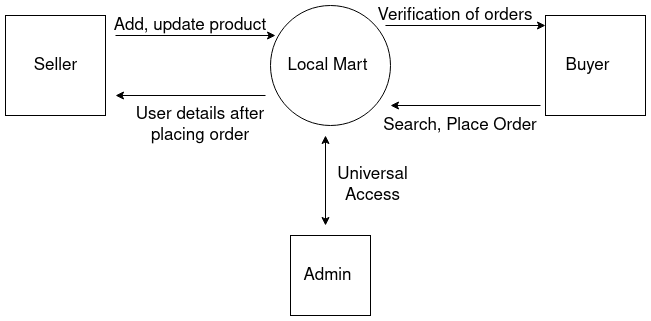 Add, update product
Verification of orders
Seller
Local Mart
Buyer
User details after
placing order
Search, Place Order
Universal
Access
Admin